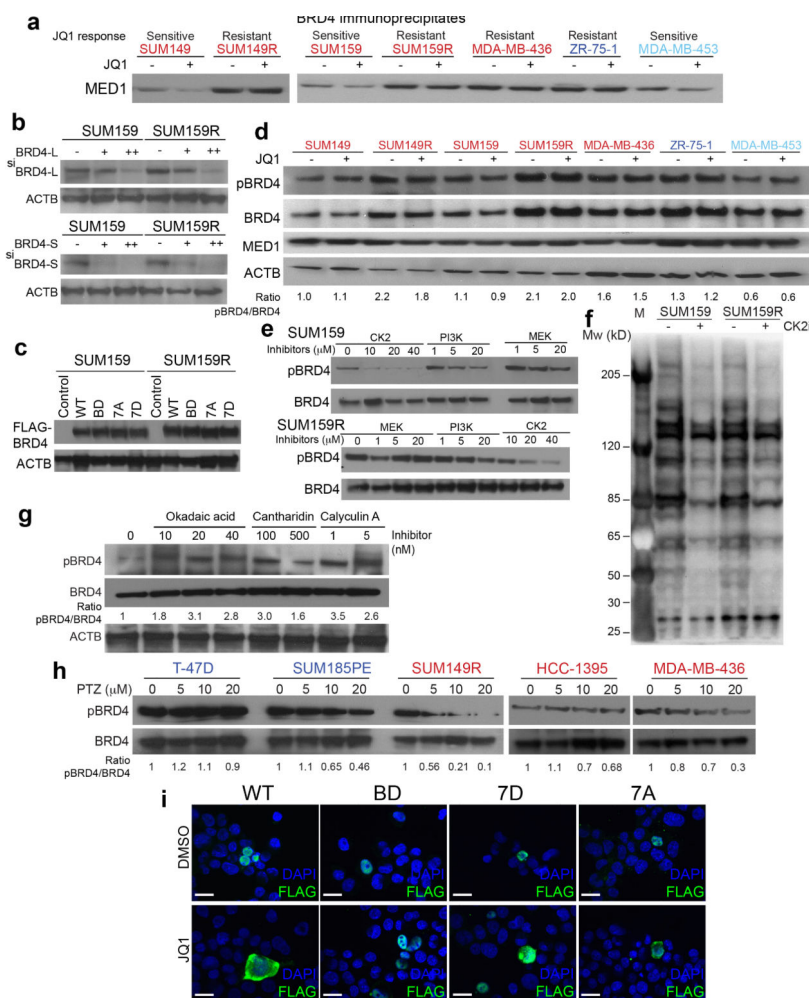 BRD4 immunoprecipitates
a
JQ1 response Sensitive Resistant Sensitive Resistant Resistant Resistant Sensitive
SUM149 SUM149R SUM159 SUM159R MDA-MB-436 ZR-75-1 MDA-MB-453
JQ1 - + - + - + - + - + - + - +
MED1
b
SUM159 SUM159R
si BRD4-L - + ++ - + ++
BRD4-L
ACTB
SUM159 SUM159R
si BRD4-S - + ++ - + ++
BRD4-S
ACTB
c
SUM159 SUM159R
Control WT BD 7A 7D Control WT BD 7A 7D
FLAG-BRD4
ACTB
d
SUM149 SUM149R SUM159 SUM159R MDA-MB-436 ZR-75-1 MDA-MB-453
JQ1 - + - + - + - + - + - + - +
pBRD4
BRD4
MED1
ACTB
Ratio 1.0 1.1 2.2 1.8 1.1 0.9 2.1 2.0 1.6 1.5 1.3 1.2 0.6 0.6
pBRD4/BRD4
e
SUM159
CK2 PI3K MEK
Inhibitors (μM) 0 10 20 40 1 5 20 1 5 20
pBRD4
BRD4
SUM159R
MEK PI3K CK2
Inhibitors (μM) 0 1 5 20 1 5 20 10 20 40
pBRD4
BRD4
f
M SUM159 SUM159R
Mw (kD) - + - + CK2i
205
120
85
65
50
30
25
g
Okadaic acid Cantharidin Calyculin A
0 10 20 40 100 500 1 5 Inhibitor (nM)
pBRD4
BRD4
Ratio
pBRD4/BRD4 1 1.8 3.1 2.8 3.0 1.6 3.5 2.6
ACTB
h
T-47D SUM185PE SUM149R HCC-1395 MDA-MB-436
PTZ (μM) 0 5 10 20 0 5 10 20 0 5 10 20 0 5 10 20 0 5 10 20
pBRD4
BRD4
Ratio
pBRD4/BRD4 1 1.2 1.1 0.9 1 1.1 0.65 0.46 1 0.56 0.21 0.1 1 1.1 0.7 0.68 1 0.8 0.7 0.3
i
WT BD 7D 7A
DMSO
DAPI DAPI DAPI DAPI
FLAG FLAG FLAG FLAG
JQ1
DAPI DAPI DAPI DAPI
FLAG FLAG FLAG FLAG